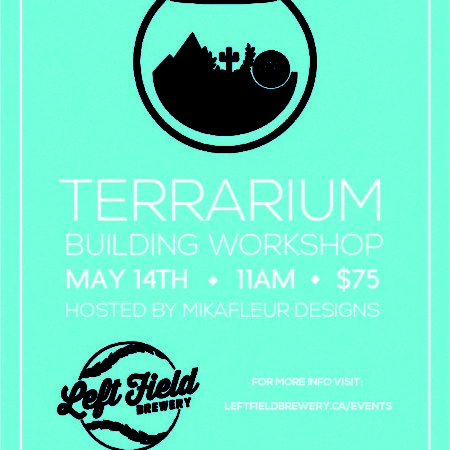 TERRARIUM
BUILDING WORKSHOP
MAY 14TH ◆ 11AM ◆ $75
HOSTED BY MIKAFLEUR DESIGNS
Left Field
BREWERY
FOR MORE INFO VISIT:
LEFTFIELDBREWERY.CA/EVENTS